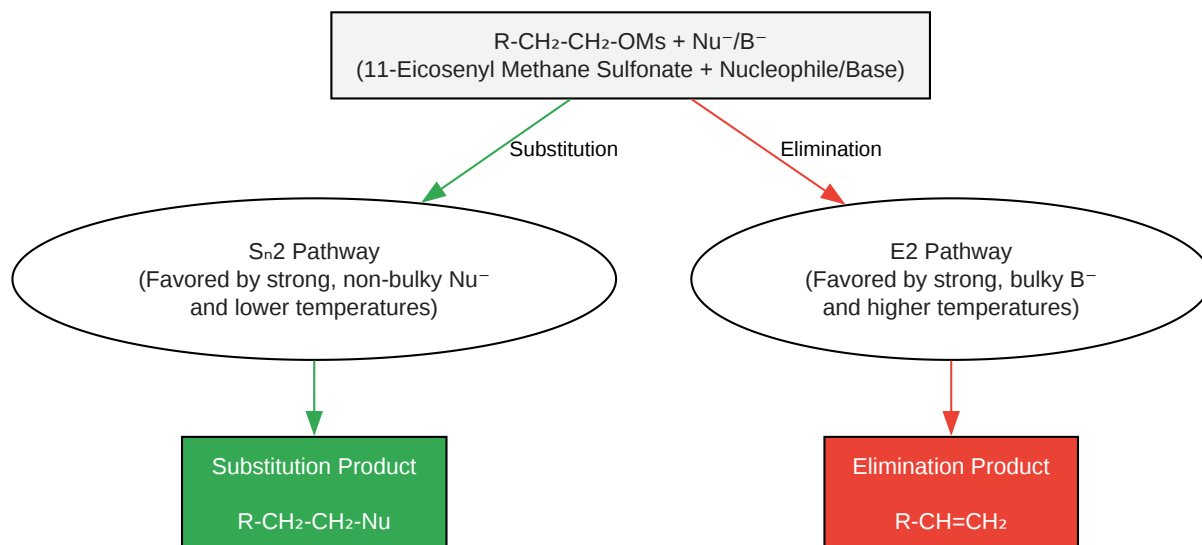 R-CH₂-CH₂-OMs + Nu⁻/B⁻
(11-Eicosenyl Methane Sulfonate + Nucleophile/Base)
Substitution
Elimination
Sₙ2 Pathway
(Favored by strong, non-bulky Nu⁻
and lower temperatures)
E2 Pathway
(Favored by strong, bulky B⁻
and higher temperatures)
Substitution Product
R-CH₂-CH₂-Nu
Elimination Product
R-CH=CH₂